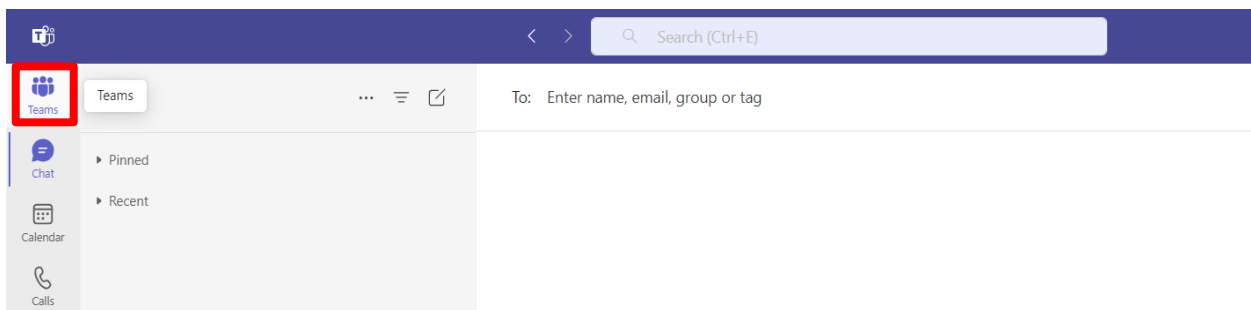 Search (Ctrl+E)
Teams
Teams
To: Enter name, email, group or tag
Chat
Pinned
Recent
Calendar
Calls